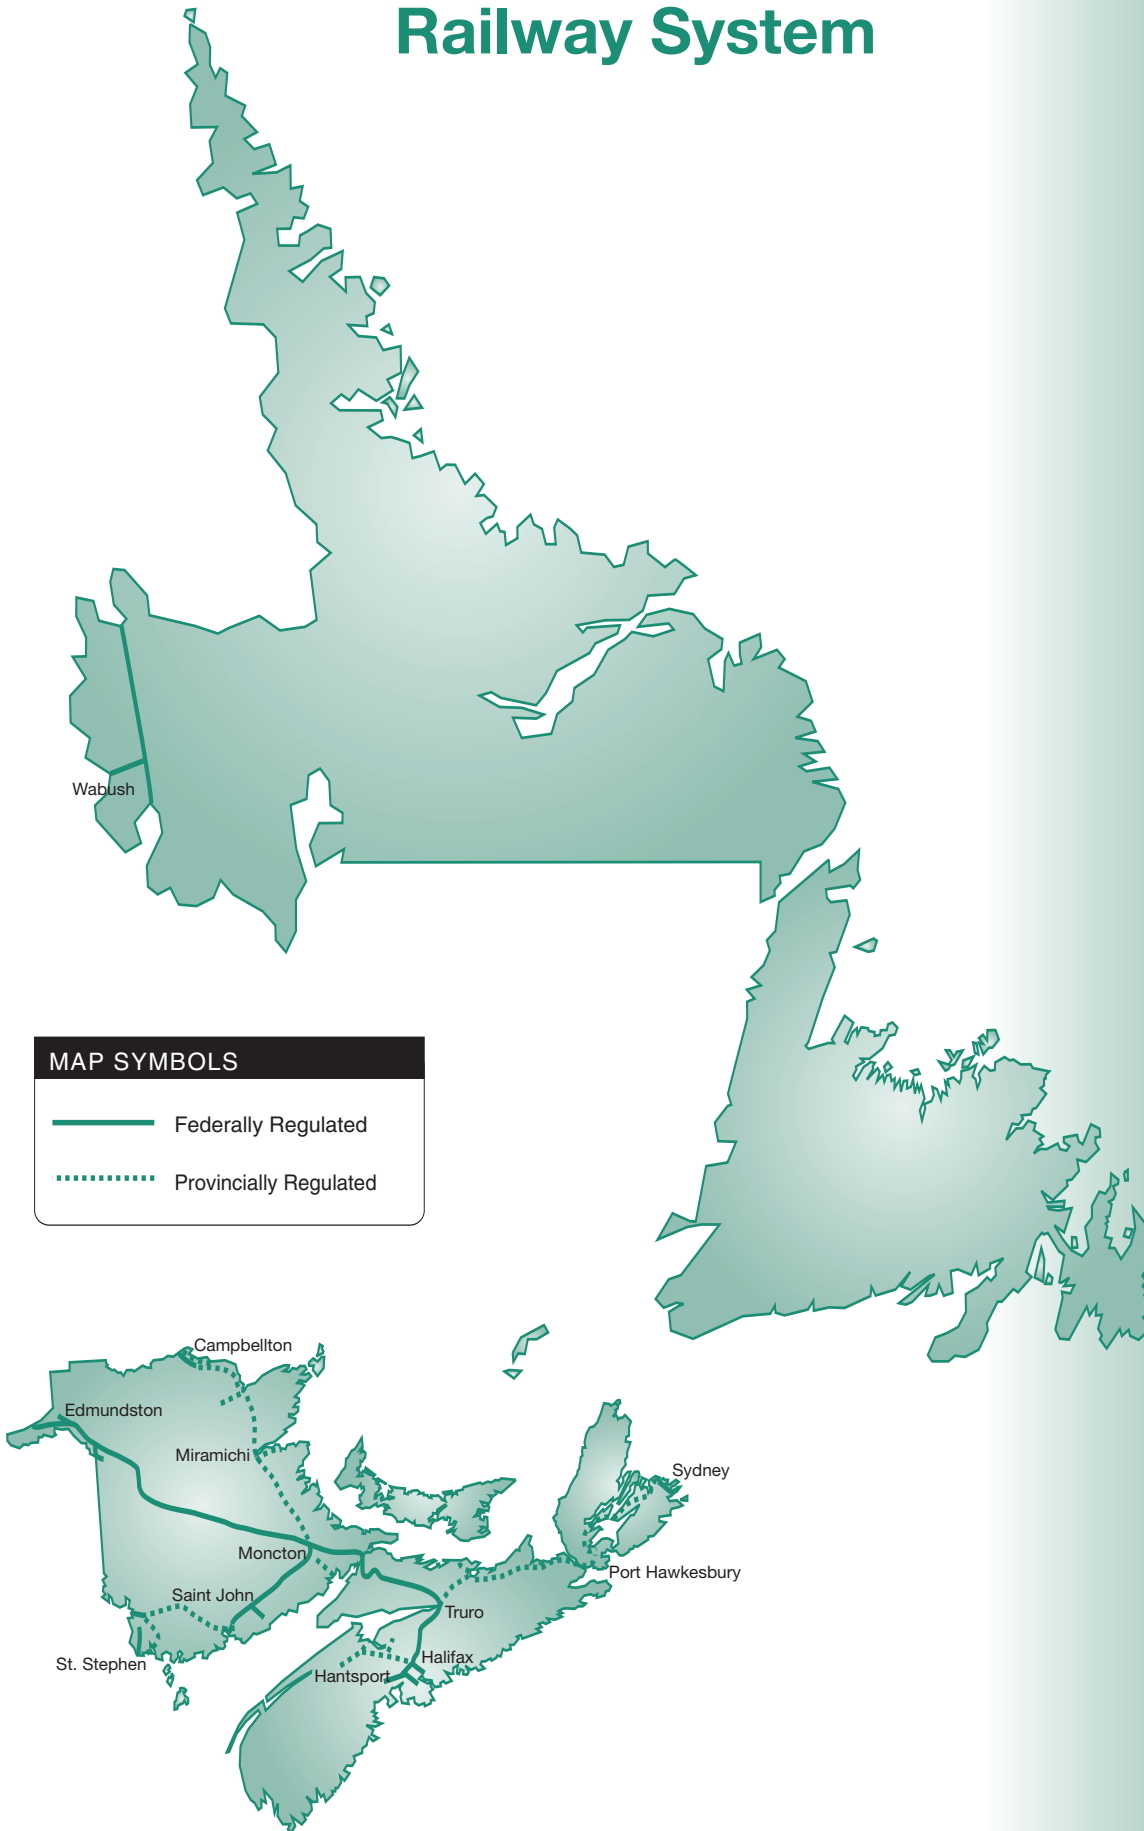 Railway System
Wabush
MAP SYMBOLS
Federally Regulated
Provincially Regulated
Campbellton
Edmundston
Miramichi
Sydney
Moncton
Port Hawkesbury
Saint John
Truro
St. Stephen
Halifax
Hantsport